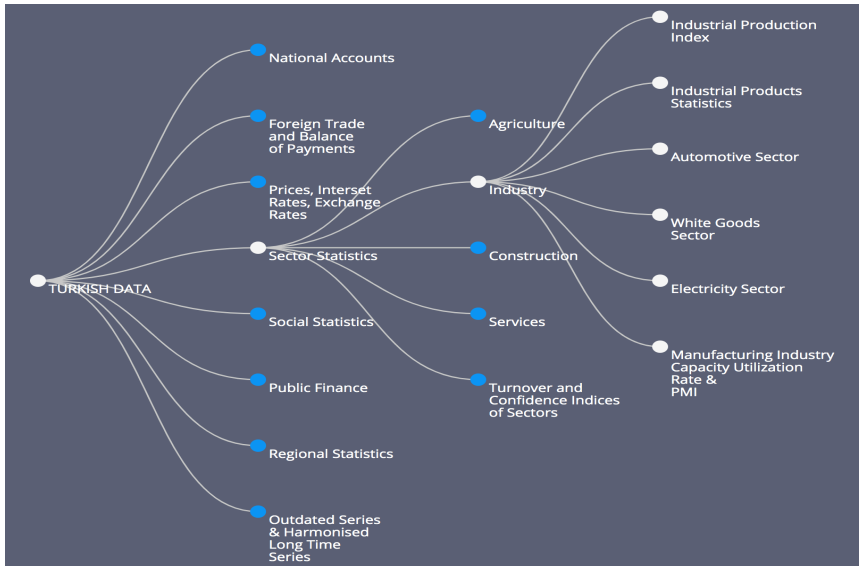 TURKISH DATA
National Accounts
Foreign Trade
and Balance
of Payments
Prices, Interset
Rates, Exchange
Rates
Sector Statistics
Social Statistics
Public Finance
Regional Statistics
Outdated Series
& Harmonised
Long Time
Series
Agriculture
Industry
Construction
Services
Turnover and
Confidence Indices
of Sectors
Industrial Production
Index
Industrial Products
Statistics
Automotive Sector
White Goods
Sector
Electricity Sector
Manufacturing Industry
Capacity Utilization
Rate &
PMI